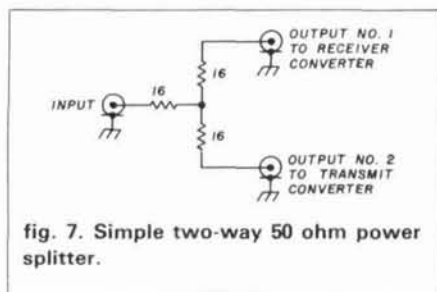 OUTPUT NO. 1
TO RECEIVER
CONVERTER
16
16
INPUT
16
OUTPUT NO. 2
TO TRANSMIT
CONVERTER
fig. 7. Simple two-way 50 ohm power
splitter.